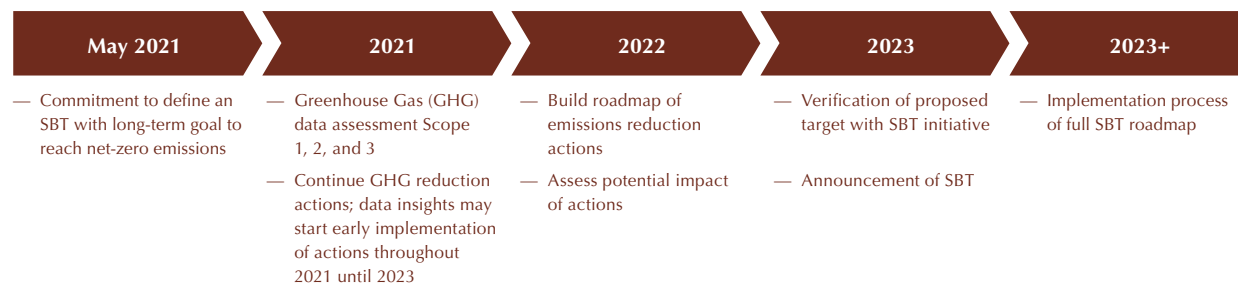 May 2021
— Commitment to define an
SBT with long-term goal to
reach net-zero emissions
2021
— Greenhouse Gas (GHG)
data assessment Scope
1, 2, and 3
— Continue GHG reduction
actions; data insights may
start early implementation
of actions throughout
2021 until 2023
2022
— Build roadmap of
emissions reduction
actions
— Assess potential impact
of actions
2023
— Verification of proposed
target with SBT initiative
— Announcement of SBT
2023+
— Implementation process
of full SBT roadmap